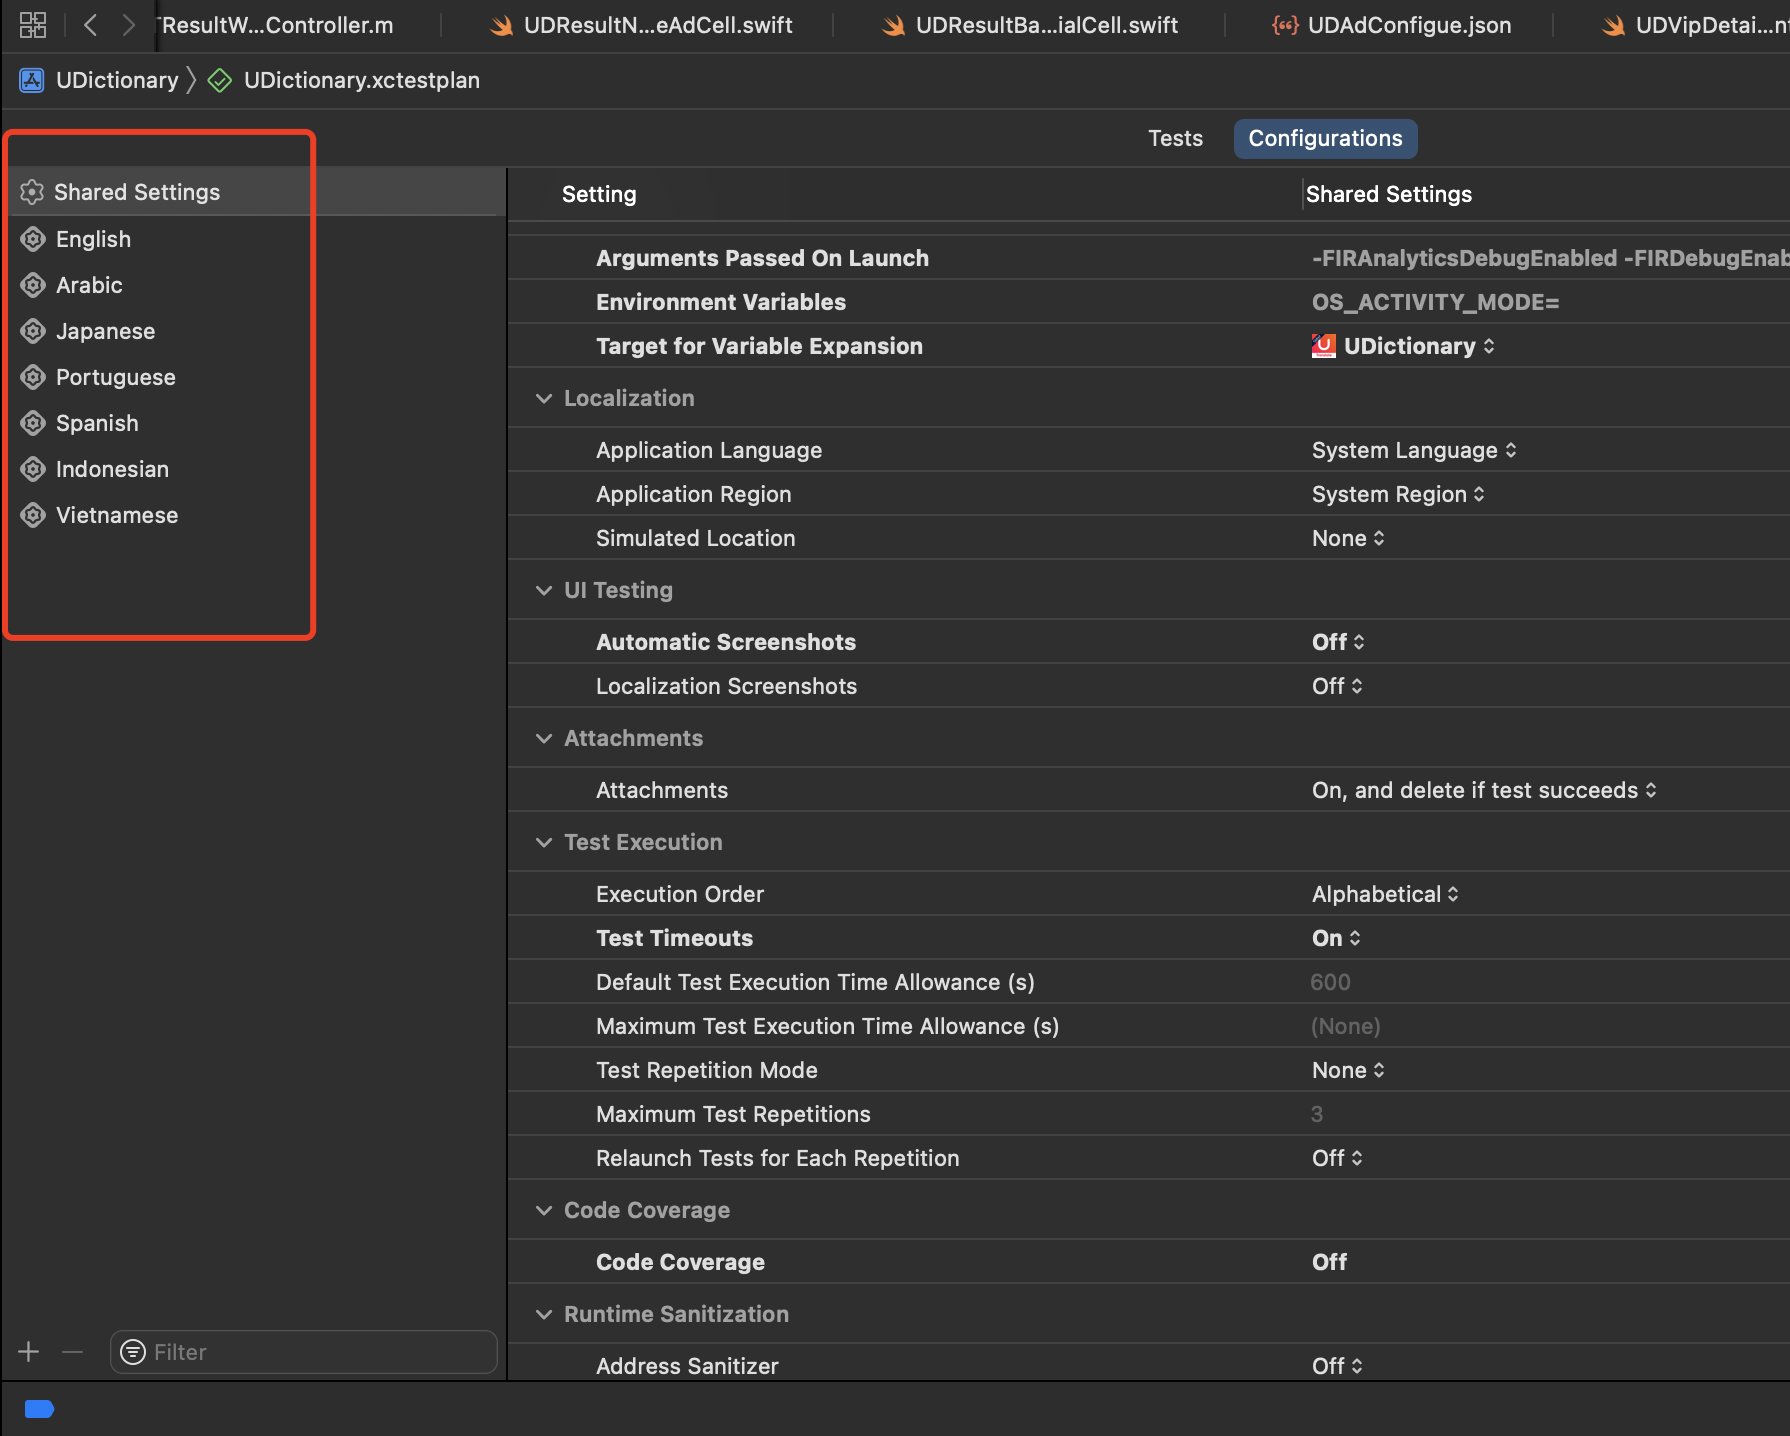 ResultW...Controller.m
UDResultN...eAdCell.swift
UDResultBa...ialCell.swift
UDAdConfigue.json
UDVipDetai...
UDictionary
UDictionary.xctestplan
Tests
Configurations
Shared Settings
English
Arabic
Japanese
Portuguese
Spanish
Indonesian
Vietnamese
Filter
Setting
Shared Settings
Arguments Passed On Launch
-FIRAnalyticsDebugEnabled -FIRDebugEnab
Environment Variables
OS_ACTIVITY_MODE=
Target for Variable Expansion
UDictionary
Localization
Application Language
System Language
Application Region
System Region
Simulated Location
None
UI Testing
Automatic Screenshots
Off
Localization Screenshots
Off
Attachments
Attachments
On, and delete if test succeeds
Test Execution
Execution Order
Alphabetical
Test Timeouts
On
Default Test Execution Time Allowance (s)
600
Maximum Test Execution Time Allowance (s)
(None)
Test Repetition Mode
None
Maximum Test Repetitions
3
Relaunch Tests for Each Repetition
Off
Code Coverage
Code Coverage
Off
Runtime Sanitization
Address Sanitizer
Off